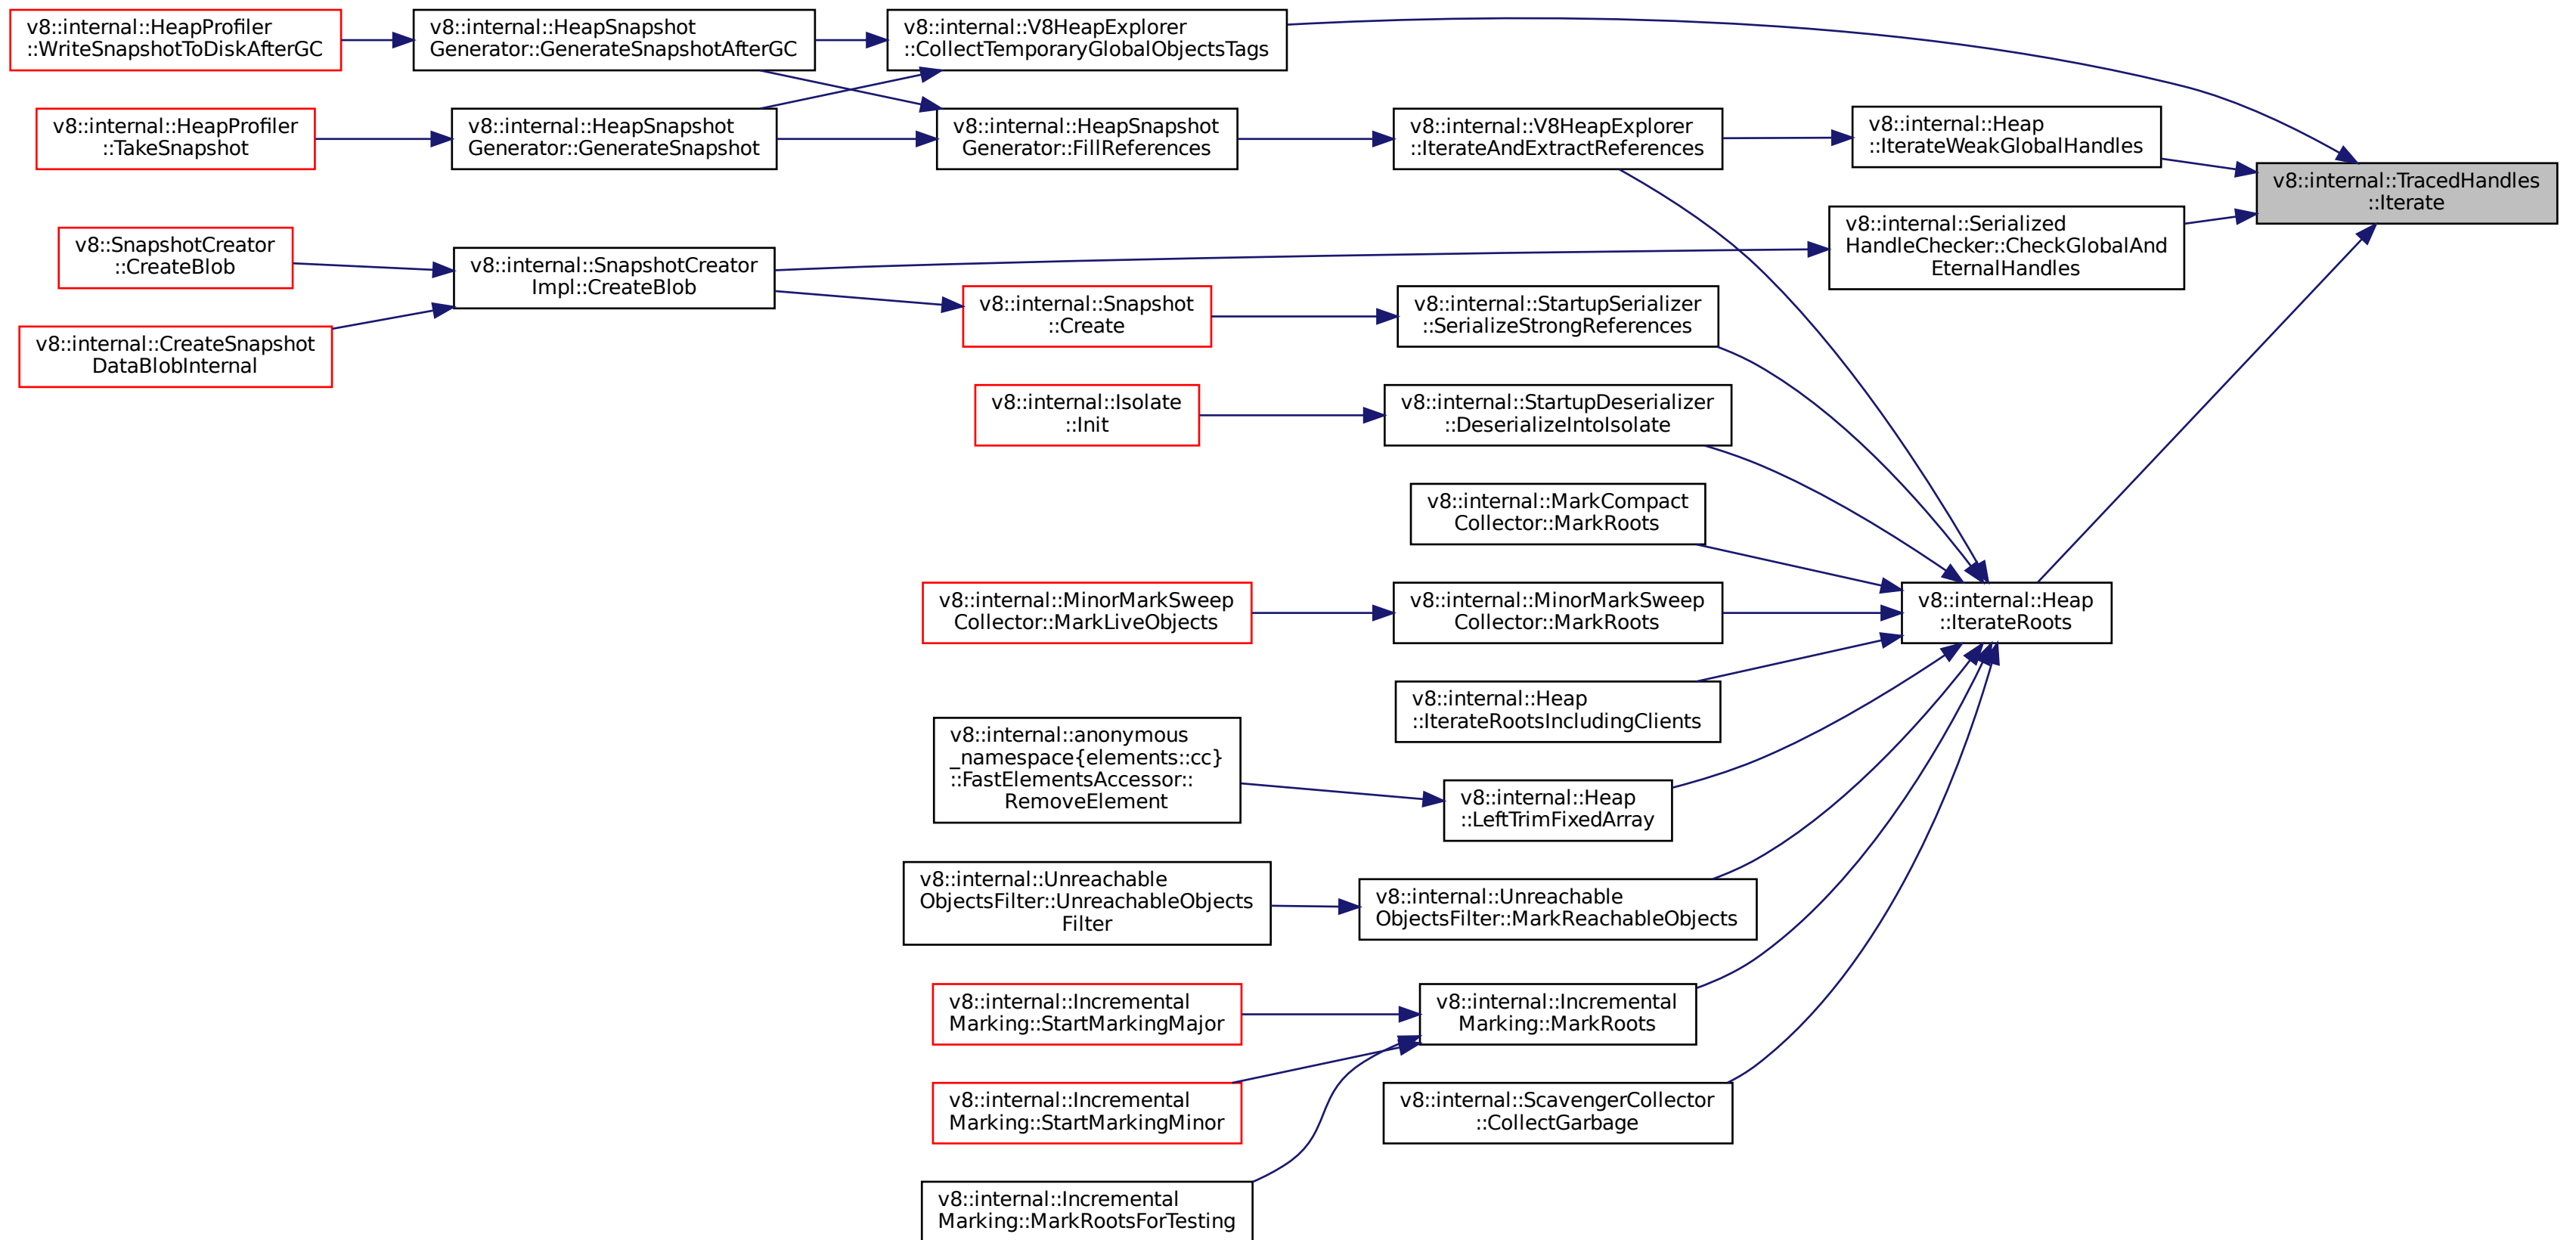 v8::internal::HeapProfiler
::WriteSnapshotToDiskAfterGC
v8::internal::HeapSnapshot
Generator::GenerateSnapshotAfterGC
v8::internal::V8HeapExplorer
::CollectTemporaryGlobalObjectsTags
v8::internal::HeapProfiler
::TakeSnapshot
v8::internal::HeapSnapshot
Generator::GenerateSnapshot
v8::internal::HeapSnapshot
Generator::FillReferences
v8::internal::V8HeapExplorer
::IterateAndExtractReferences
v8::internal::Heap
::IterateWeakGlobalHandles
v8::internal::TracedHandles
::Iterate
v8::internal::Serialized
HandleChecker::CheckGlobalAnd
EternalHandles
v8::SnapshotCreator
::CreateBlob
v8::internal::SnapshotCreator
Impl::CreateBlob
v8::internal::CreateSnapshot
DataBlobInternal
v8::internal::Snapshot
::Create
v8::internal::StartupSerializer
::SerializeStrongReferences
v8::internal::Isolate
::Init
v8::internal::StartupDeserializer
::DeserializeIntoIsolate
v8::internal::MarkCompact
Collector::MarkRoots
v8::internal::MinorMarkSweep
Collector::MarkLiveObjects
v8::internal::MinorMarkSweep
Collector::MarkRoots
v8::internal::Heap
::IterateRoots
v8::internal::Heap
::IterateRootsIncludingClients
v8::internal::anonymous
_namespace{elements::cc}
::FastElementsAccessor::
RemoveElement
v8::internal::Heap
::LeftTrimFixedArray
v8::internal::Unreachable
ObjectsFilter::UnreachableObjects
Filter
v8::internal::Unreachable
ObjectsFilter::MarkReachableObjects
v8::internal::Incremental
Marking::StartMarkingMajor
v8::internal::Incremental
Marking::MarkRoots
v8::internal::Incremental
Marking::StartMarkingMinor
v8::internal::ScavengerCollector
::CollectGarbage
v8::internal::Incremental
Marking::MarkRootsForTesting